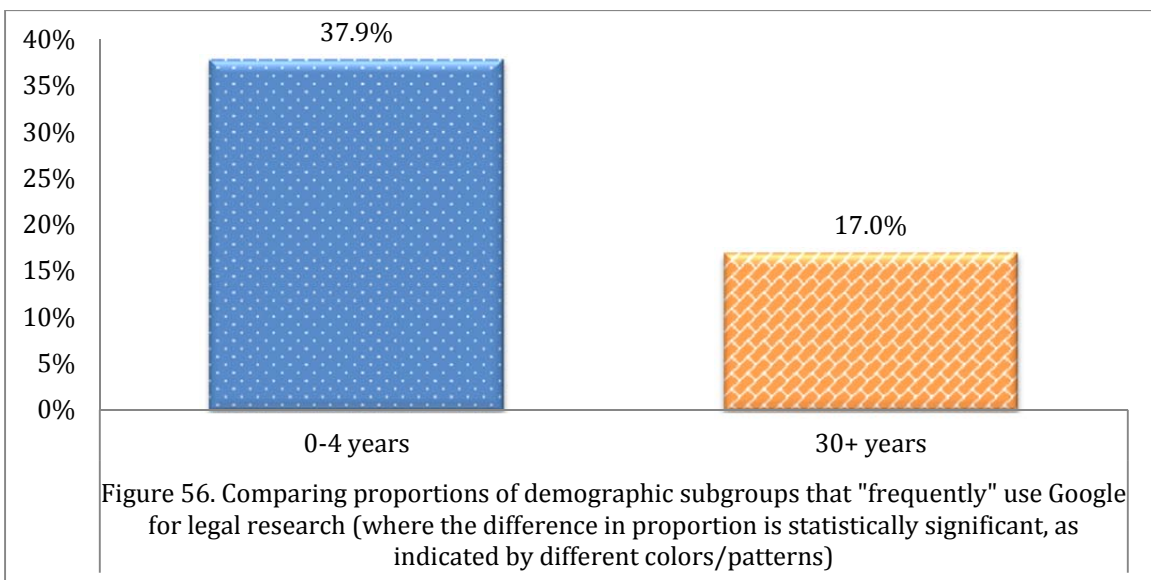 40%
35%
30%
25%
20%
15%
10%
5%
0%
37.9%
17.0%
0-4 years
30+ years
Figure 56. Comparing proportions of demographic subgroups that "frequently" use Google
for legal research (where the difference in proportion is statistically significant, as
indicated by different colors/patterns)